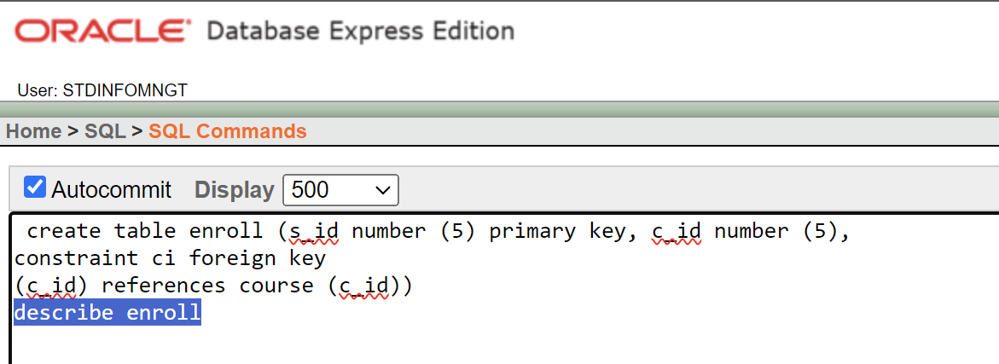 ORACLE Database Express Edition
User: STDINFOMNGT
Home > SQL > SQL Commands
Autocommit Display 500
create table enroll (s_id number (5) primary key, c_id number (5),
constraint ci foreign key
(c_id) references course (c_id))
describe enroll